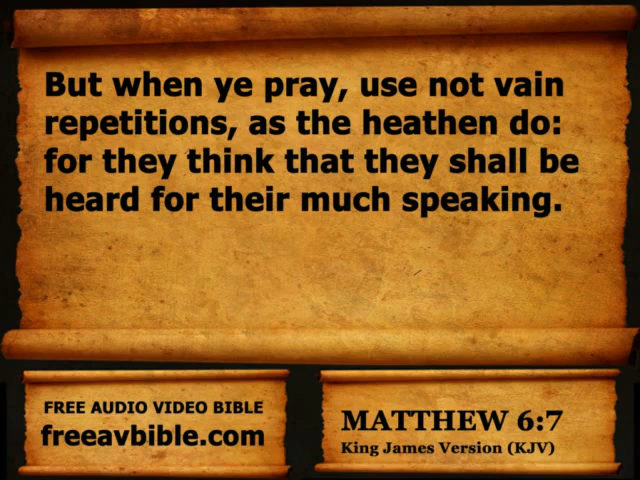 But when ye pray, use not vain
repetitions, as the heathen do:
for they think that they shall be
heard for their much speaking.
FREE AUDIO VIDEO BIBLE
freeavbible.com
MATTHEW 6:7
King James Version (KJV)